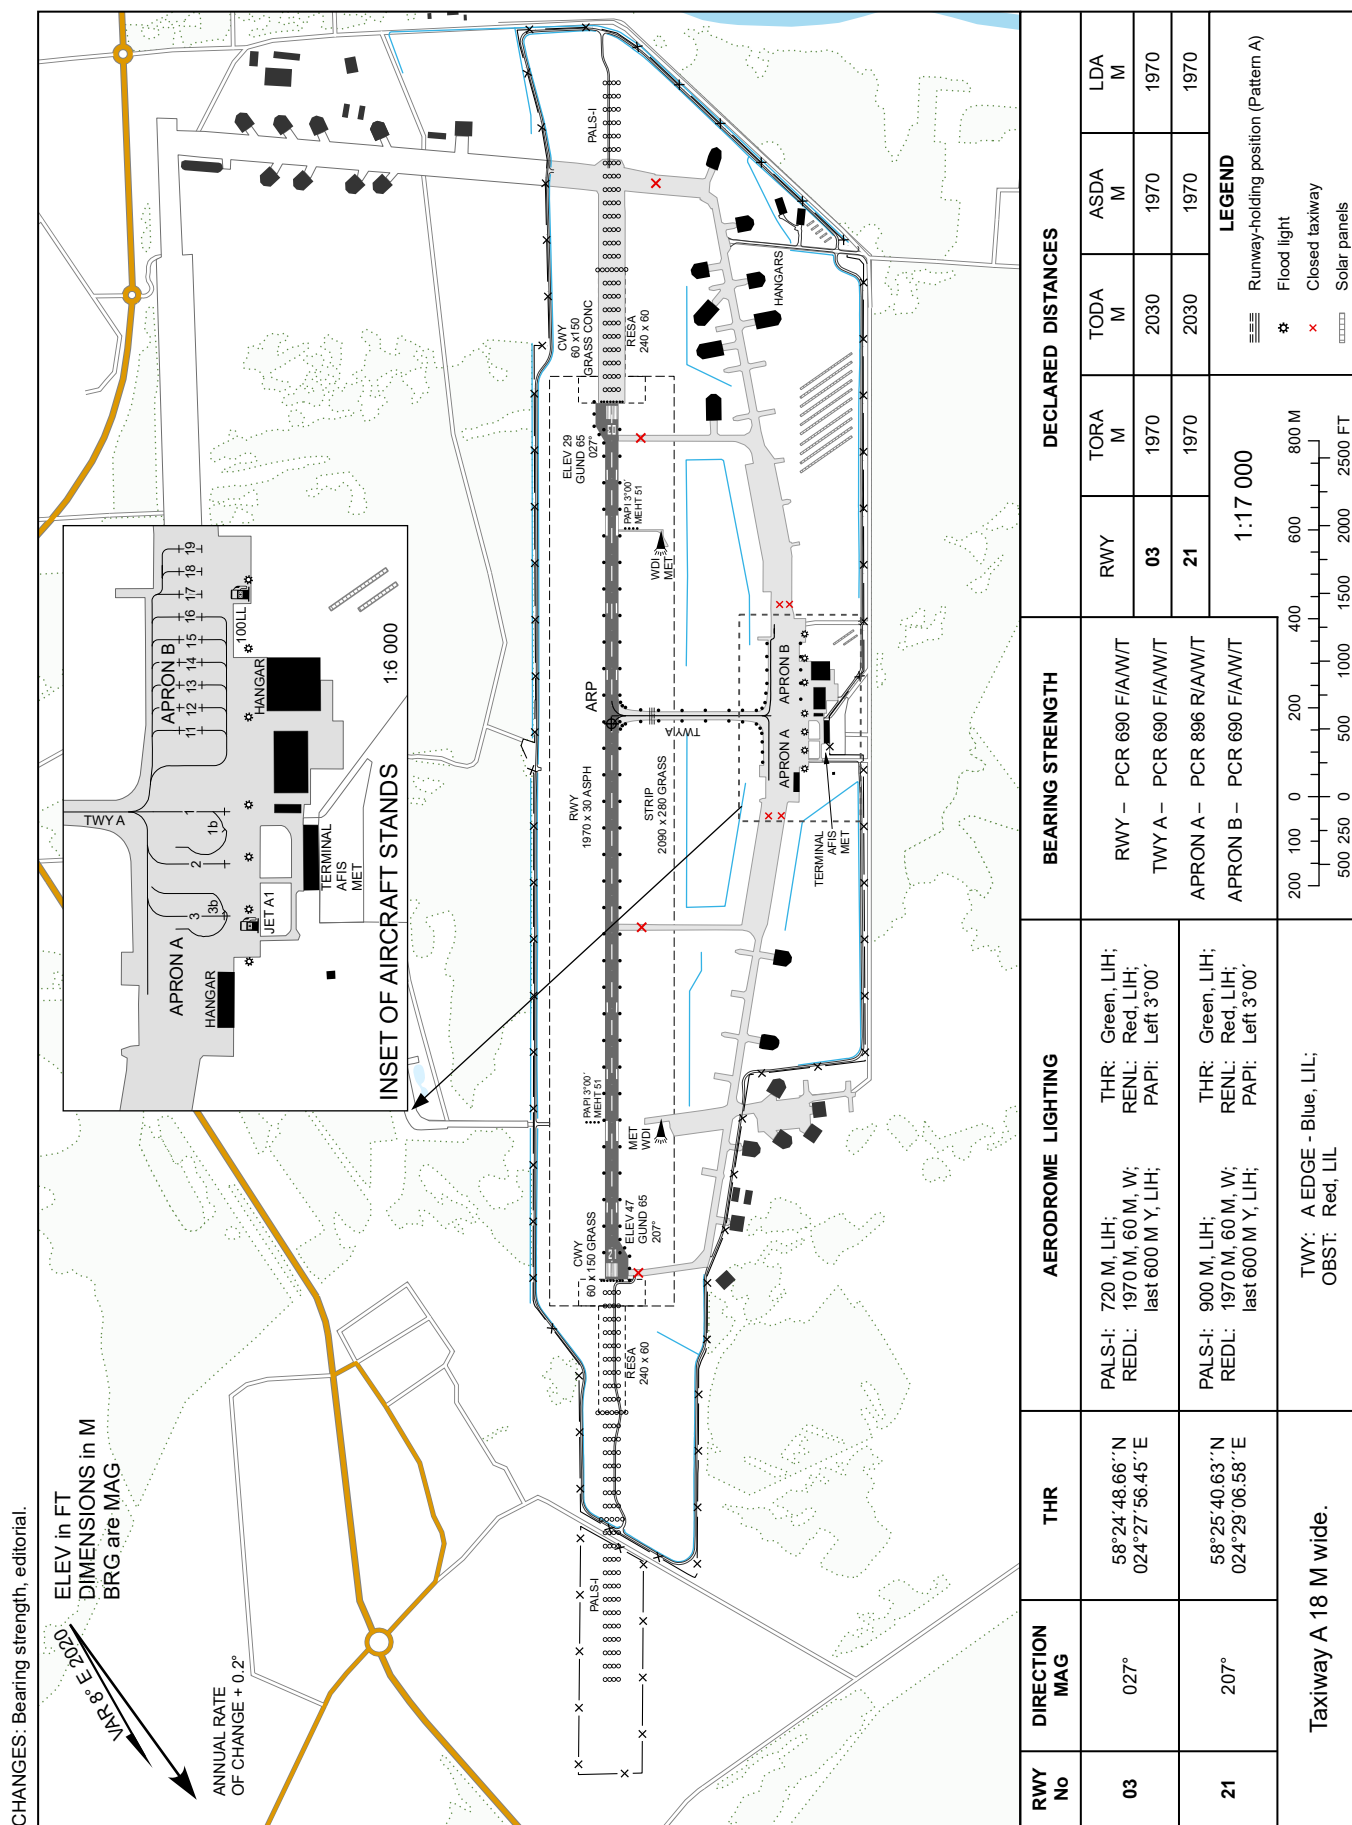 CHANGES: Bearing strength, editorial.
ELEV in FT
DIMENSIONS in M
BRG are MAG
VAR 8° E 2020
ANNUAL RATE
OF CHANGE + 0.2°
INSET OF AIRCRAFT STANDS
1:6 000
TWY A
APRON A
APRON B
HANGAR
HANGAR
TERMINAL
AFIS
MET
JET A1
100LL
3
3b
2
1b
1
11
12
13
14
15
16
17
18
19
PALS-I
RESA
240 x 60
CWY
60 x 150 GRASS
ELEV 47
GUND 65
207°
21
PAPI 3°00´
MEHT 51
MET
WDI
RWY
1970 x 30 ASPH
STRIP
2090 x 280 GRASS
ARP
TWY A
APRON A
APRON B
TERMINAL
AFIS
MET
WDI
MET
PAPI 3°00´
MEHT 51
ELEV 29
GUND 65
027°
03
CWY
60 x150
GRASS CONC
RESA
240 x 60
PALS-I
HANGARS
RWY
No
DIRECTION
MAG
THR
AERODROME LIGHTING
BEARING STRENGTH
DECLARED DISTANCES
03
027°
58°24´48.66´´N
024°27´56.45´´E
PALS-I: 720 M, LIH;
REDL: 1970 M, 60 M, W;
last 600 M Y, LIH;
THR: Green, LIH;
RENL: Red, LIH;
PAPI: Left 3°00´
21
207°
58°25´40.63´´N
024°29´06.58´´E
PALS-I: 900 M, LIH;
REDL: 1970 M, 60 M, W;
last 600 M Y, LIH;
THR: Green, LIH;
RENL: Red, LIH;
PAPI: Left 3°00´
RWY – PCR 690 F/A/W/T
TWY A – PCR 690 F/A/W/T
APRON A – PCR 896 R/A/W/T
APRON B – PCR 690 F/A/W/T
RWY
TORA
M
TODA
M
ASDA
M
LDA
M
03 1970 2030 1970 1970
21 1970 2030 1970 1970
Taxiway A 18 M wide.
TWY: A EDGE - Blue, LIL;
OBST: Red, LIL
1:17 000
200 100 0 200 400 600 800 M
500 250 0 500 1000 1500 2000 2500 FT
LEGEND
Runway-holding position (Pattern A)
Flood light
Closed taxiway
Solar panels